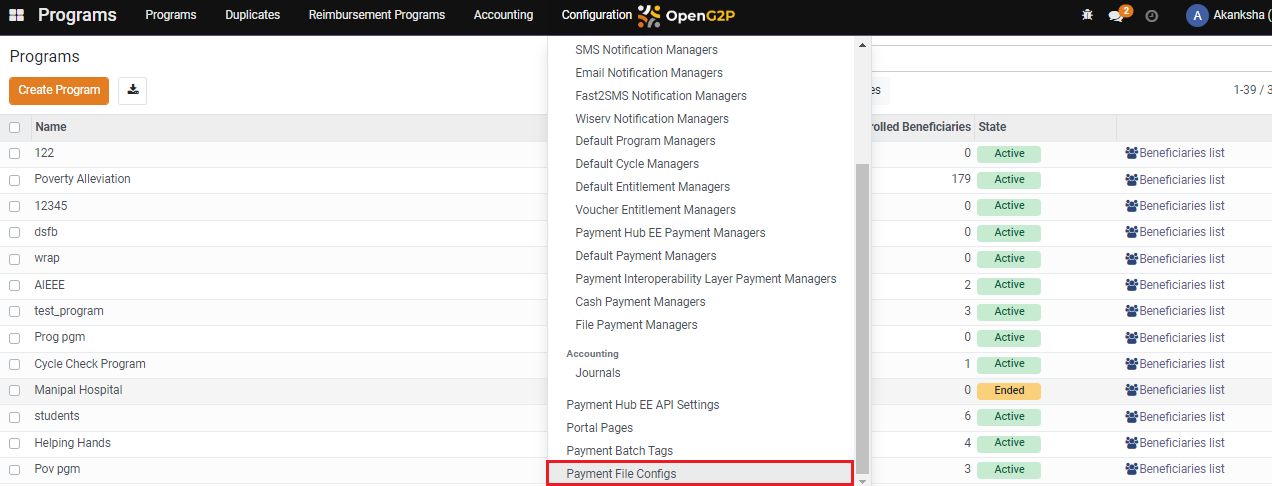 Programs Programs Duplicates Reimbursement Programs Accounting Configuration OpenG2P 2 A Akanksha (
Programs
Create Program
es 1-39 / 3
SMS Notification Managers
Email Notification Managers
Fast2SMS Notification Managers
Wiserv Notification Managers
Default Program Managers
Default Cycle Managers
Default Entitlement Managers
Voucher Entitlement Managers
Payment Hub EE Payment Managers
Default Payment Managers
Payment Interoperability Layer Payment Managers
Cash Payment Managers
File Payment Managers
Accounting
Journals
Payment Hub EE API Settings
Portal Pages
Payment Batch Tags
Payment File Configs
Name rolled Beneficiaries State
122 0 Active Beneficiaries list
Poverty Alleviation 179 Active Beneficiaries list
12345 0 Active Beneficiaries list
dsfb 0 Active Beneficiaries list
wrap 0 Active Beneficiaries list
AIEEE 2 Active Beneficiaries list
test_program 3 Active Beneficiaries list
Prog pgm 0 Active Beneficiaries list
Cycle Check Program 1 Active Beneficiaries list
Manipal Hospital 0 Ended Beneficiaries list
students 6 Active Beneficiaries list
Helping Hands 4 Active Beneficiaries list
Pov pgm 3 Active Beneficiaries list